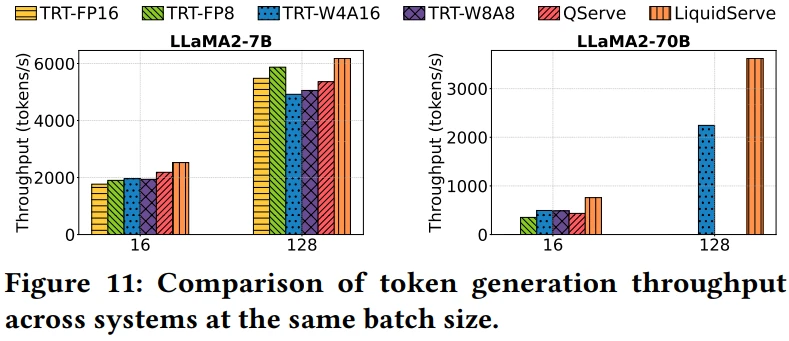 TRT-FP16 TRT-FP8 TRT-W4A16 TRT-W8A8 QServe LiquidServe
LLaMA2-7B
Throughput (tokens/s)
6000
4000
2000
0
16 128
LLaMA2-70B
Throughput (tokens/s)
3000
2000
1000
0
16 128
Figure 11: Comparison of token generation throughput
across systems at the same batch size.